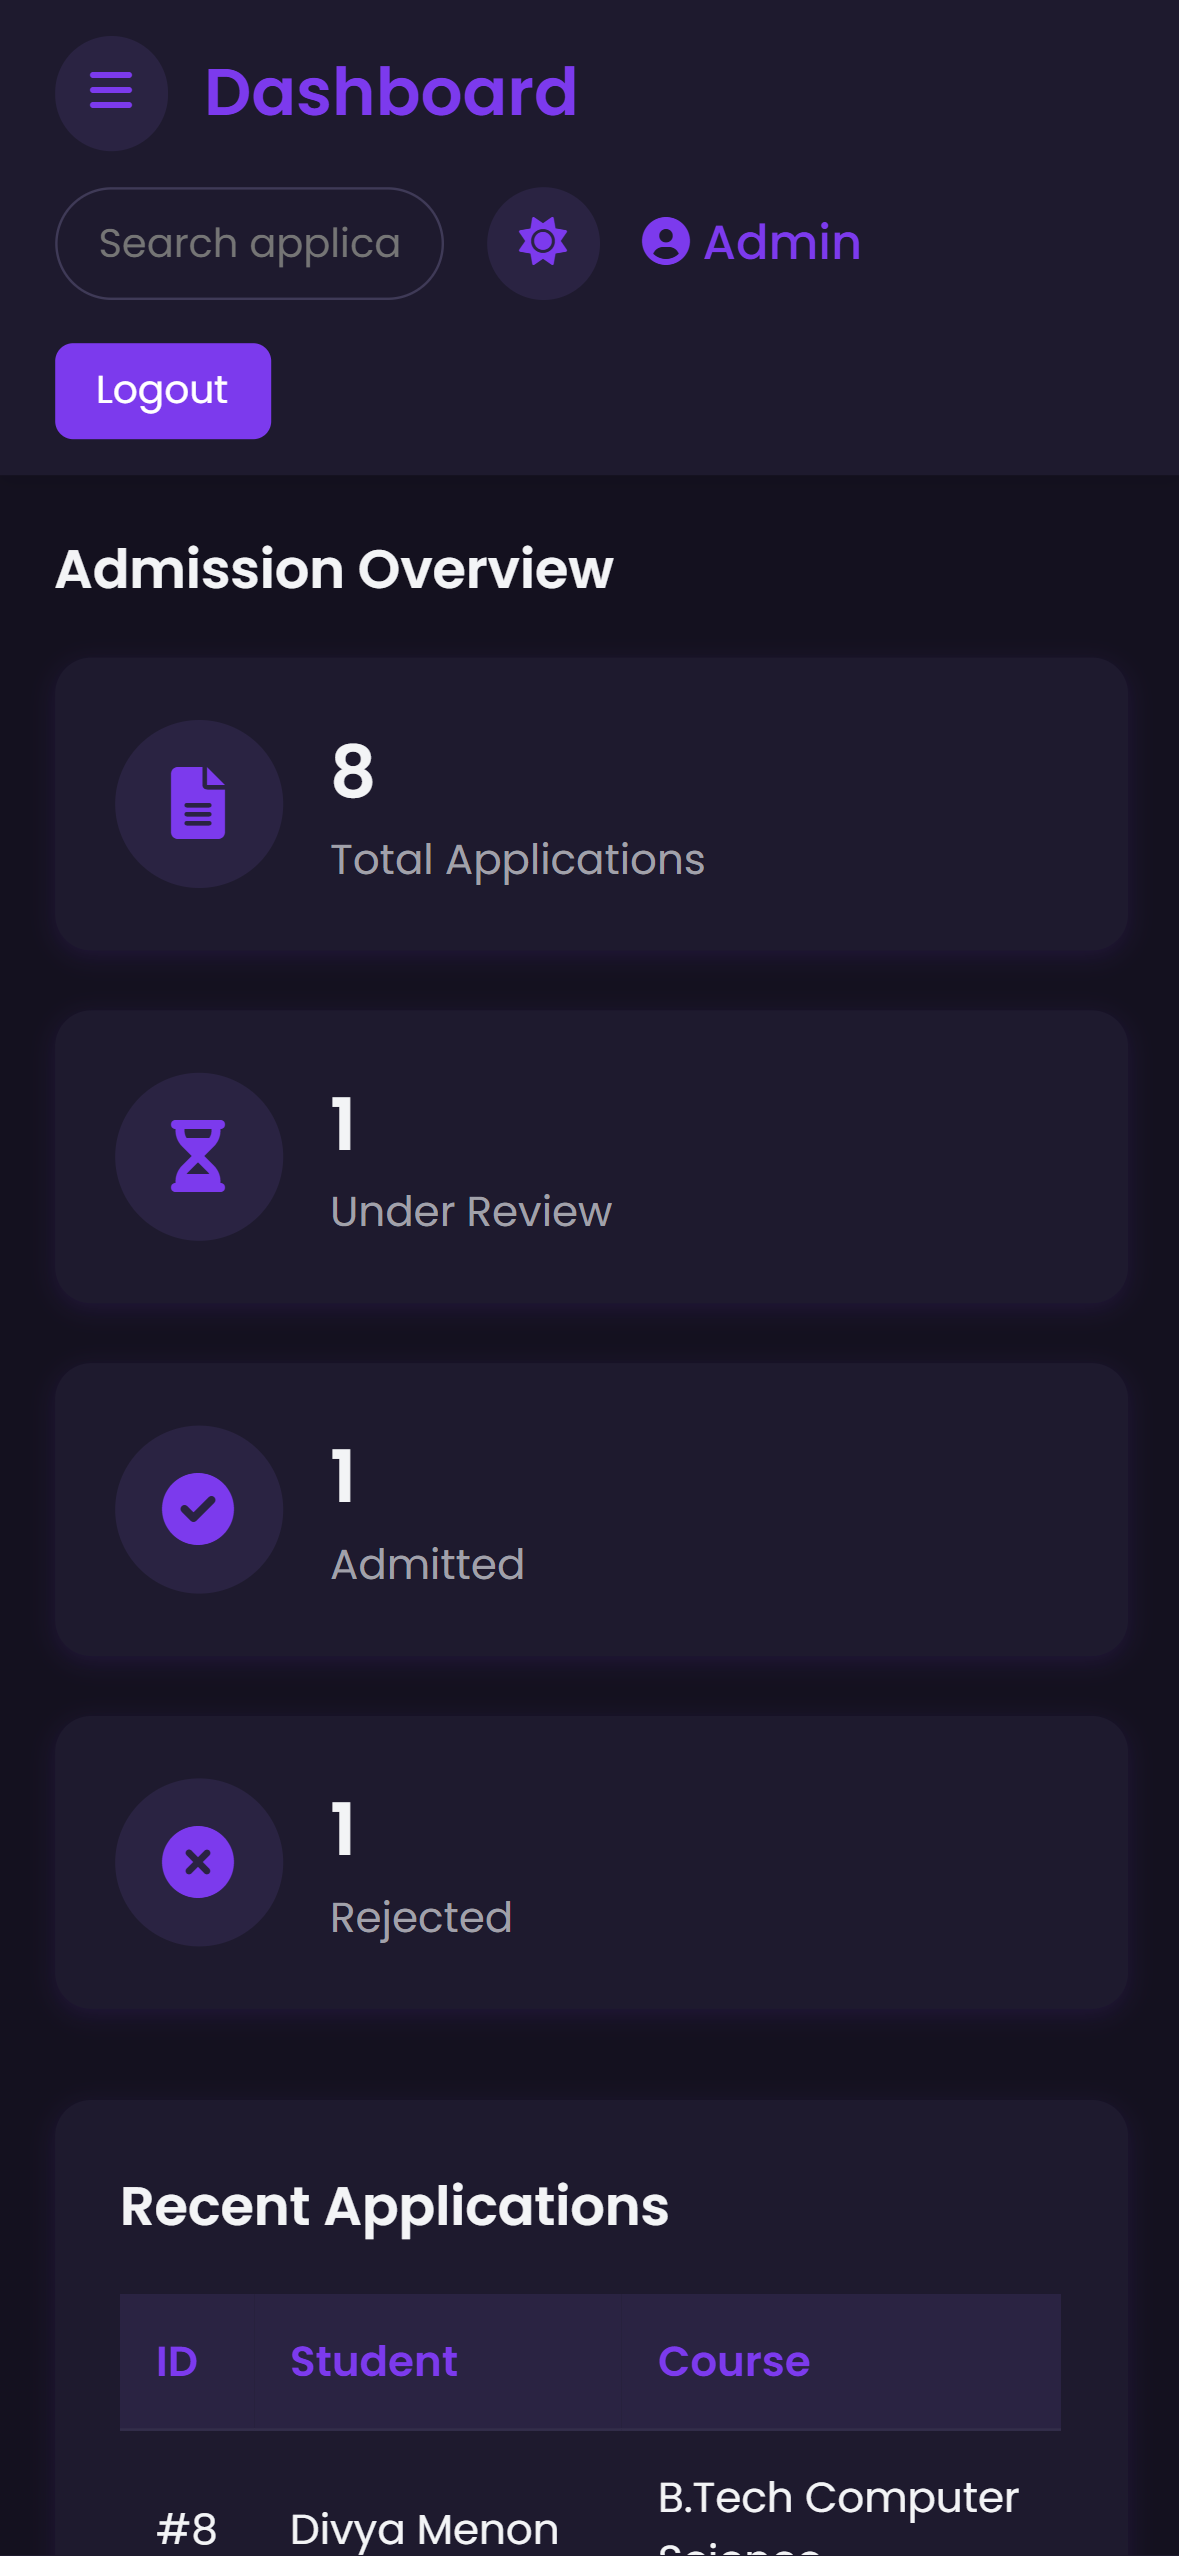 Dashboard
Search applica
Admin
Logout
Admission Overview
8
Total Applications
1
Under Review
1
Admitted
1
Rejected
Recent Applications
ID Student Course
#8 Divya Menon B.Tech Computer
Science